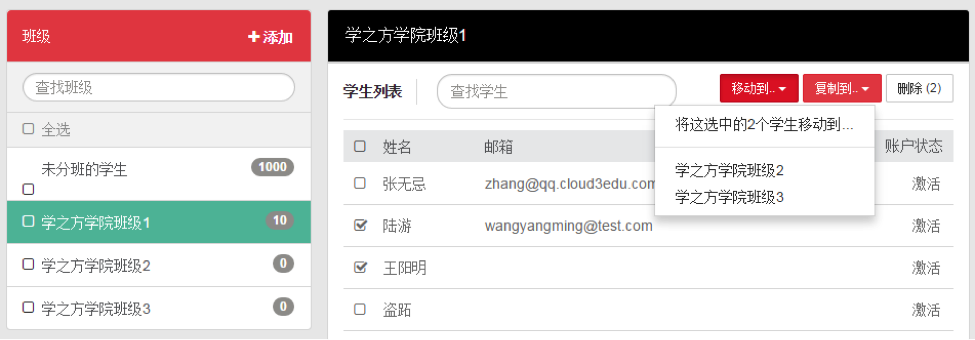 班级
添加
查找班级
全选
未分班的学生 1000
学之方学院班级1 10
学之方学院班级2 0
学之方学院班级3 0
学之方学院班级1
学生列表 查找学生 移动到.. 复制到.. 删除 (2)
将这选中的2个学生移动到...
学之方学院班级2
学之方学院班级3
姓名 邮箱 账户状态
张无忌 zhang@qq.cloud3edu.com 激活
陆游 wangyangming@test.com 激活
王阳明 激活
盗跖 激活